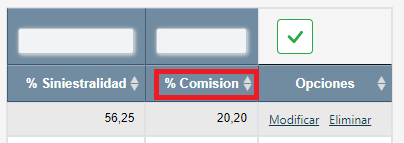 % Siniestralidad % Comision Opciones
56,25 20,20 Modificar Eliminar